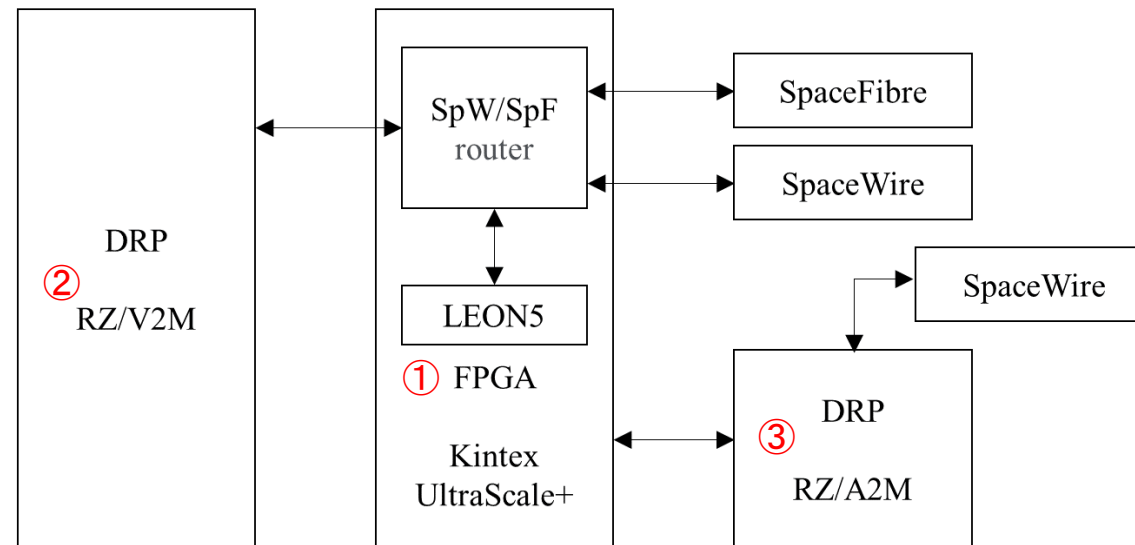 DRP
②
RZ/V2M
SpW/SpF
router
LEON5
① FPGA
Kintex
UltraScale+
SpaceFibre
SpaceWire
SpaceWire
DRP
③
RZ/A2M